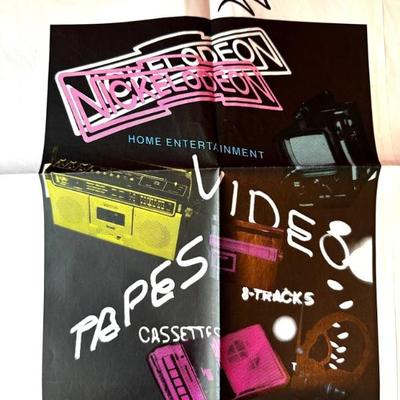 NICKELODEON
NICKELODEON
HOME ENTERTAINMENT
VIDEO
TAPES
8-TRACKS
CASSETTES